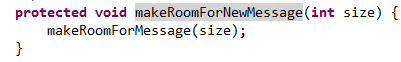 protected void makeRoomForNewMessage(int size) {
    makeRoomForMessage(size);
}